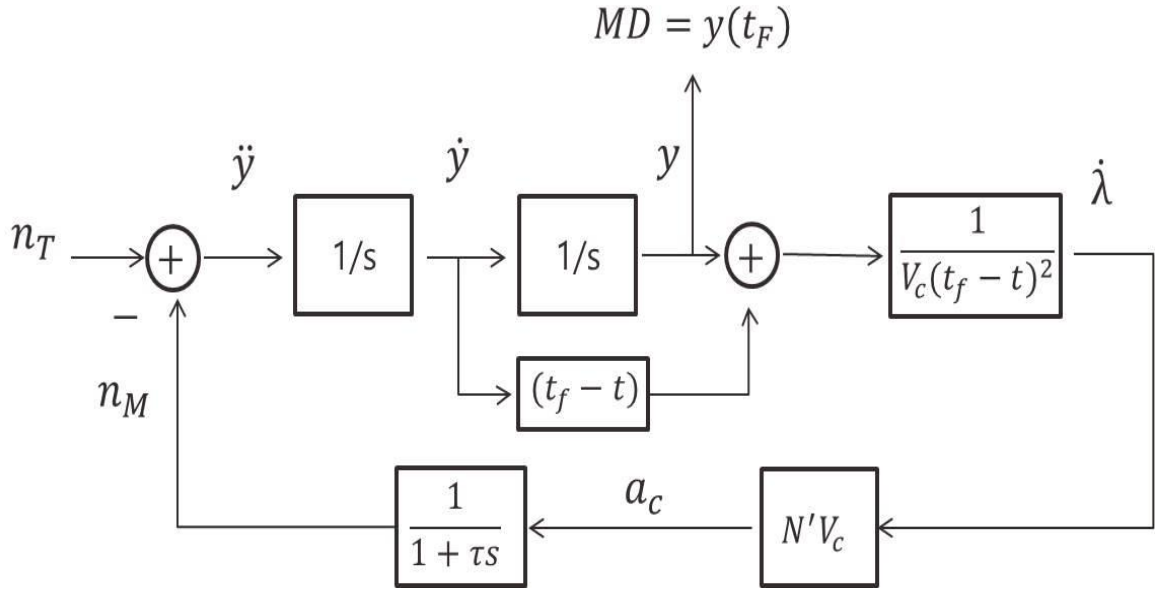 MD = y(t_F)
ÿ
ẏ
y
λ̇
n_T
+
1/s
1/s
+
1
V_c(t_f − t)^2
−
(t_f − t)
n_M
1
1 + τs
a_c
N′V_c